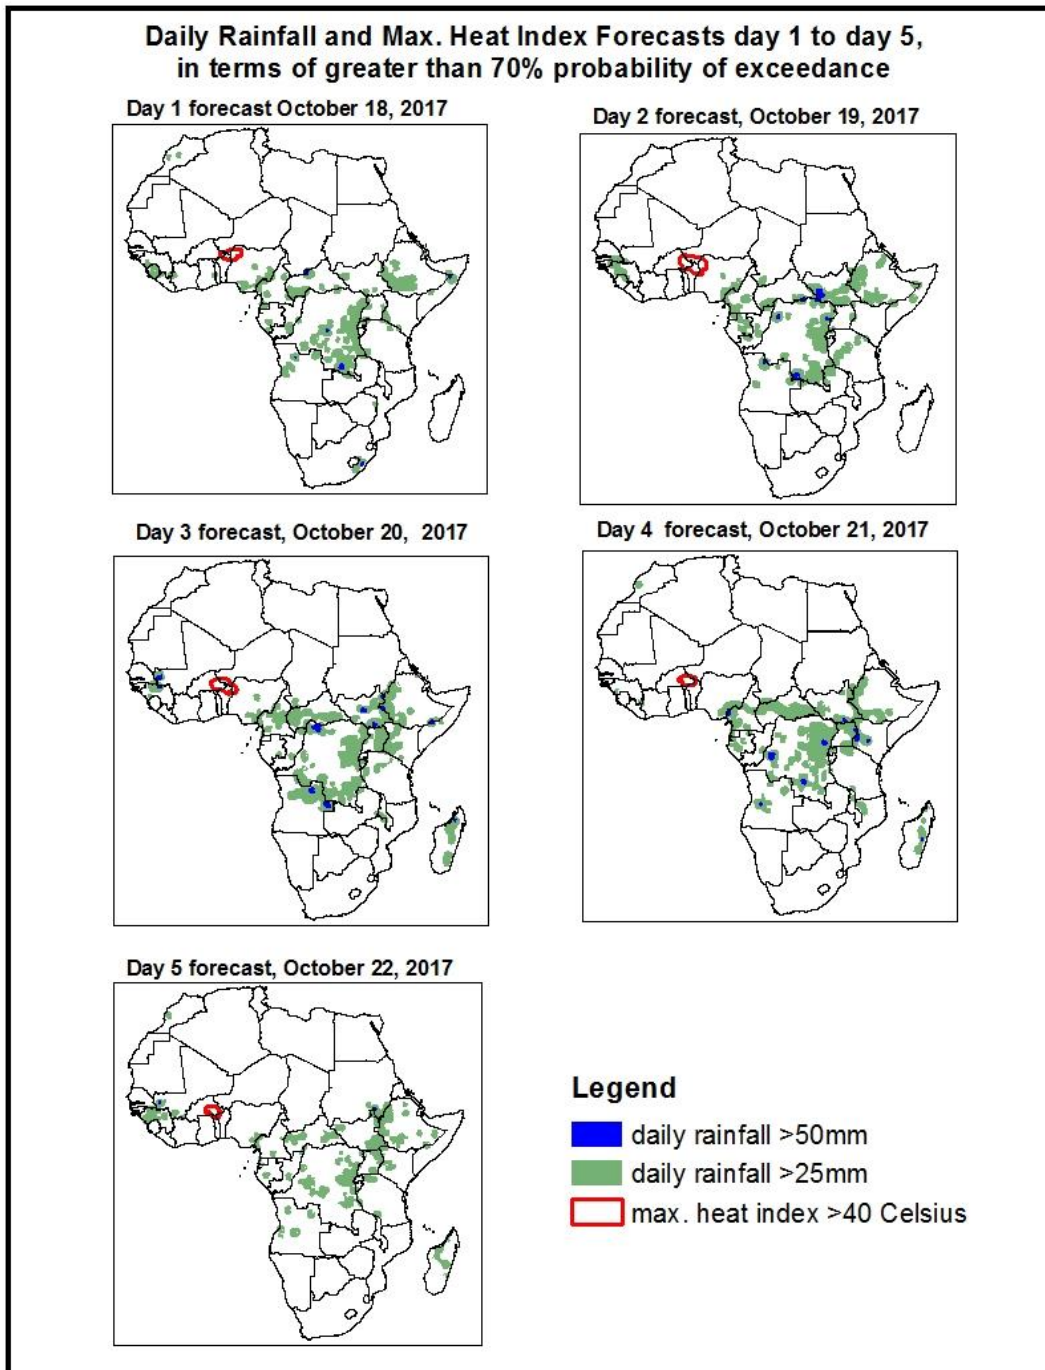 Daily Rainfall and Max. Heat Index Forecasts day 1 to day 5,
in terms of greater than 70% probability of exceedance
Day 1 forecast October 18, 2017
Day 2 forecast, October 19, 2017
Day 3 forecast, October 20, 2017
Day 4 forecast, October 21, 2017
Day 5 forecast, October 22, 2017
Legend
daily rainfall >50mm
daily rainfall >25mm
max. heat index >40 Celsius